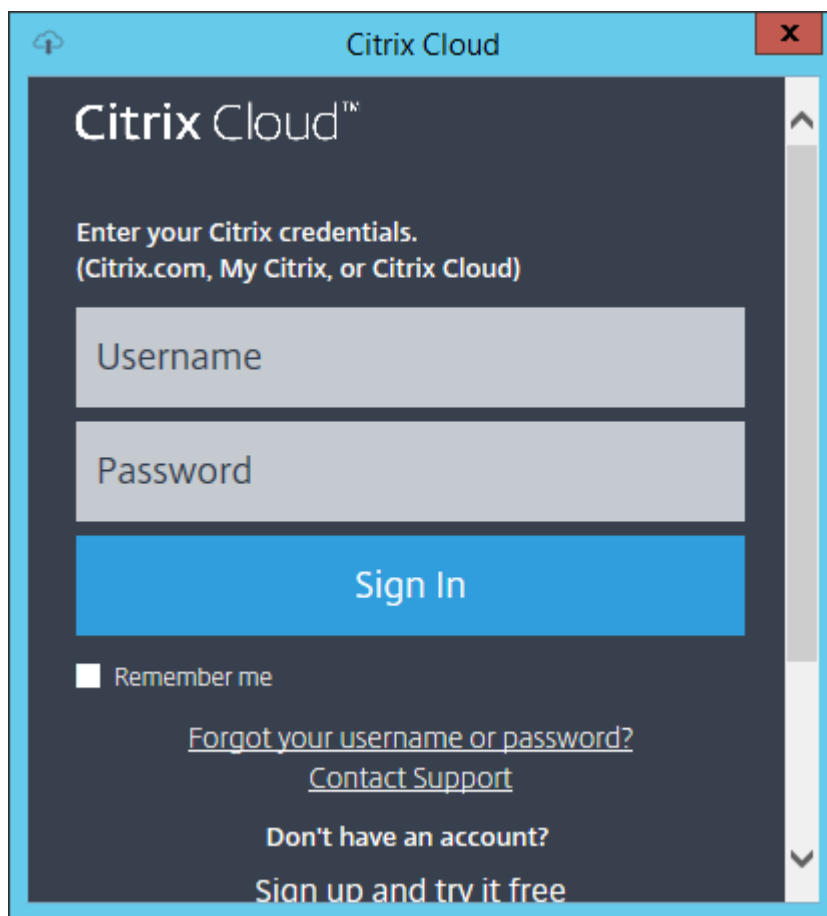 Citrix Cloud
Citrix Cloud™
Enter your Citrix credentials.
(Citrix.com, My Citrix, or Citrix Cloud)
Username
Password
Sign In
Remember me
Forgot your username or password?
Contact Support
Don't have an account?
Sign up and try it free